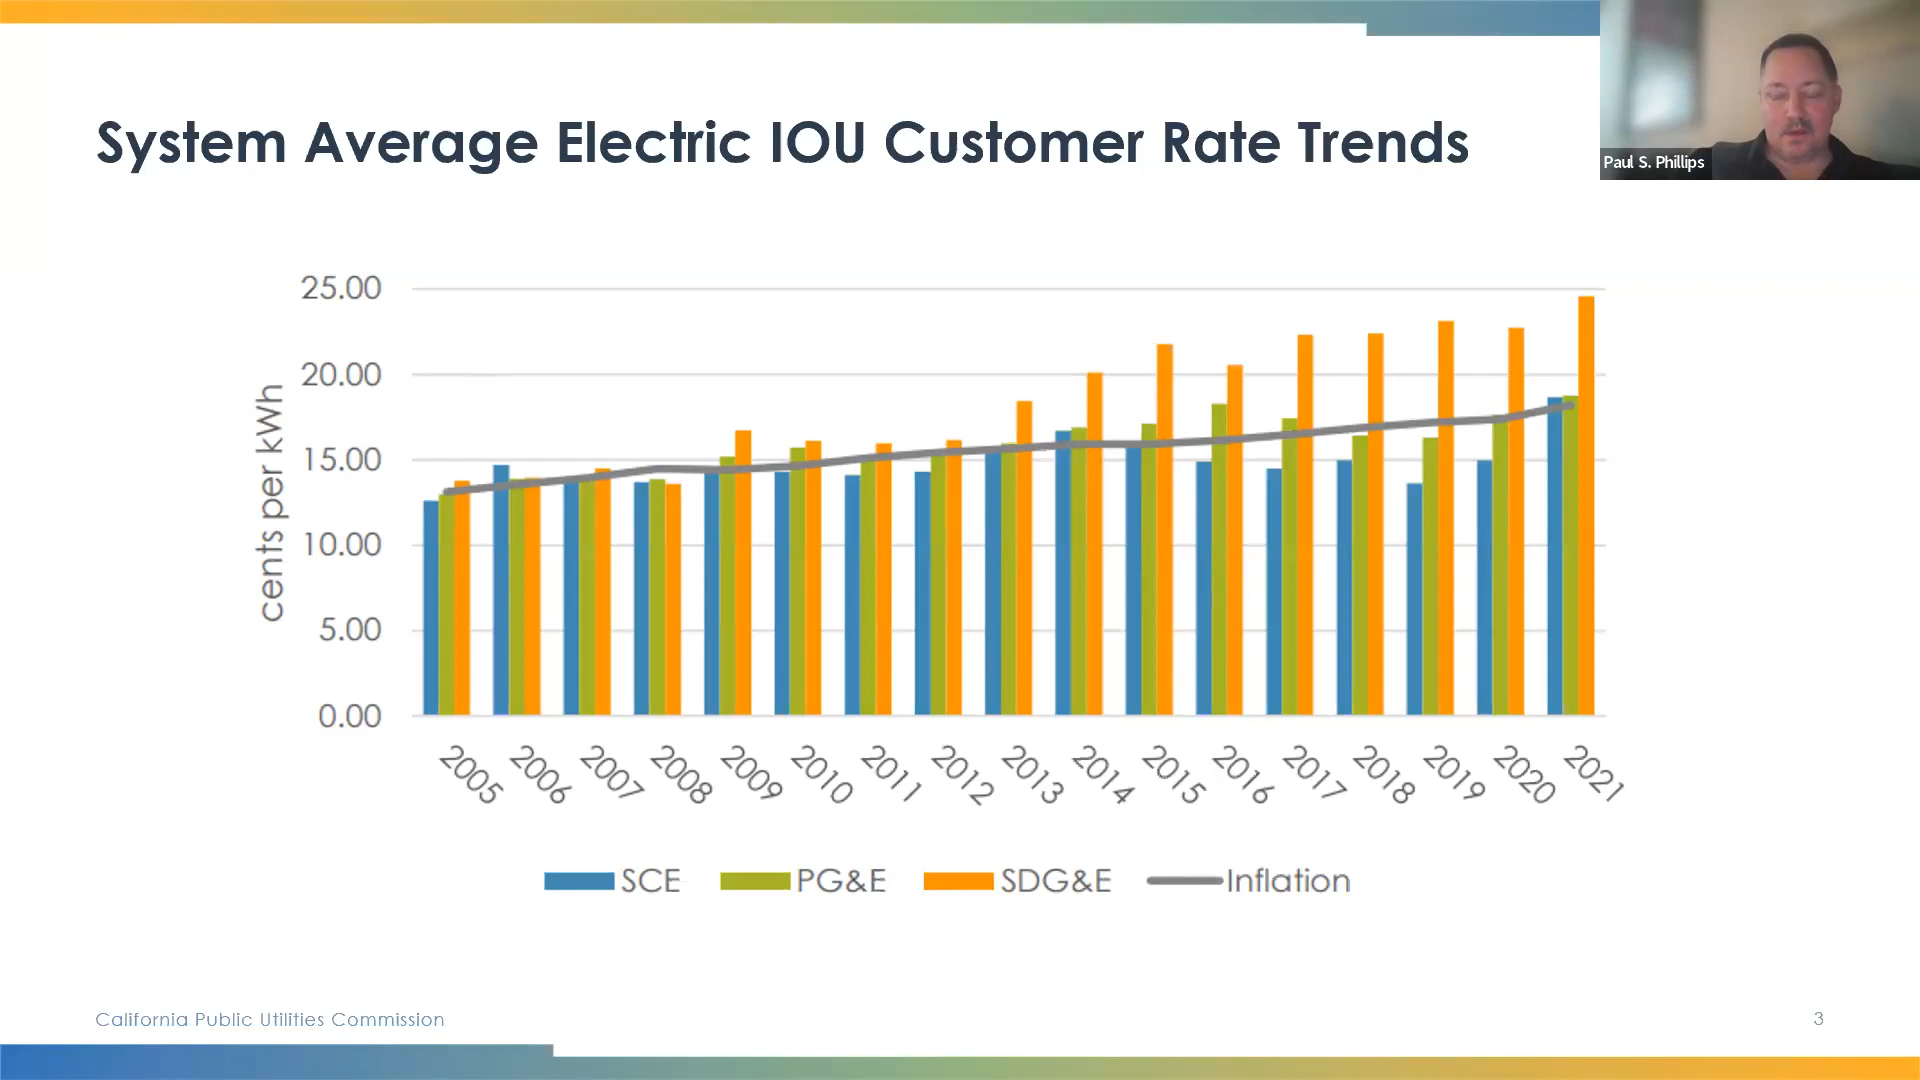 System Average Electric IOU Customer Rate Trends
Paul S. Phillips
cents per kWh
25.00
20.00
15.00
10.00
5.00
0.00
2005 2006 2007 2008 2009 2010 2011 2012 2013 2014 2015 2016 2017 2018 2019 2020 2021
SCE PG&E SDG&E Inflation
California Public Utilities Commission
3